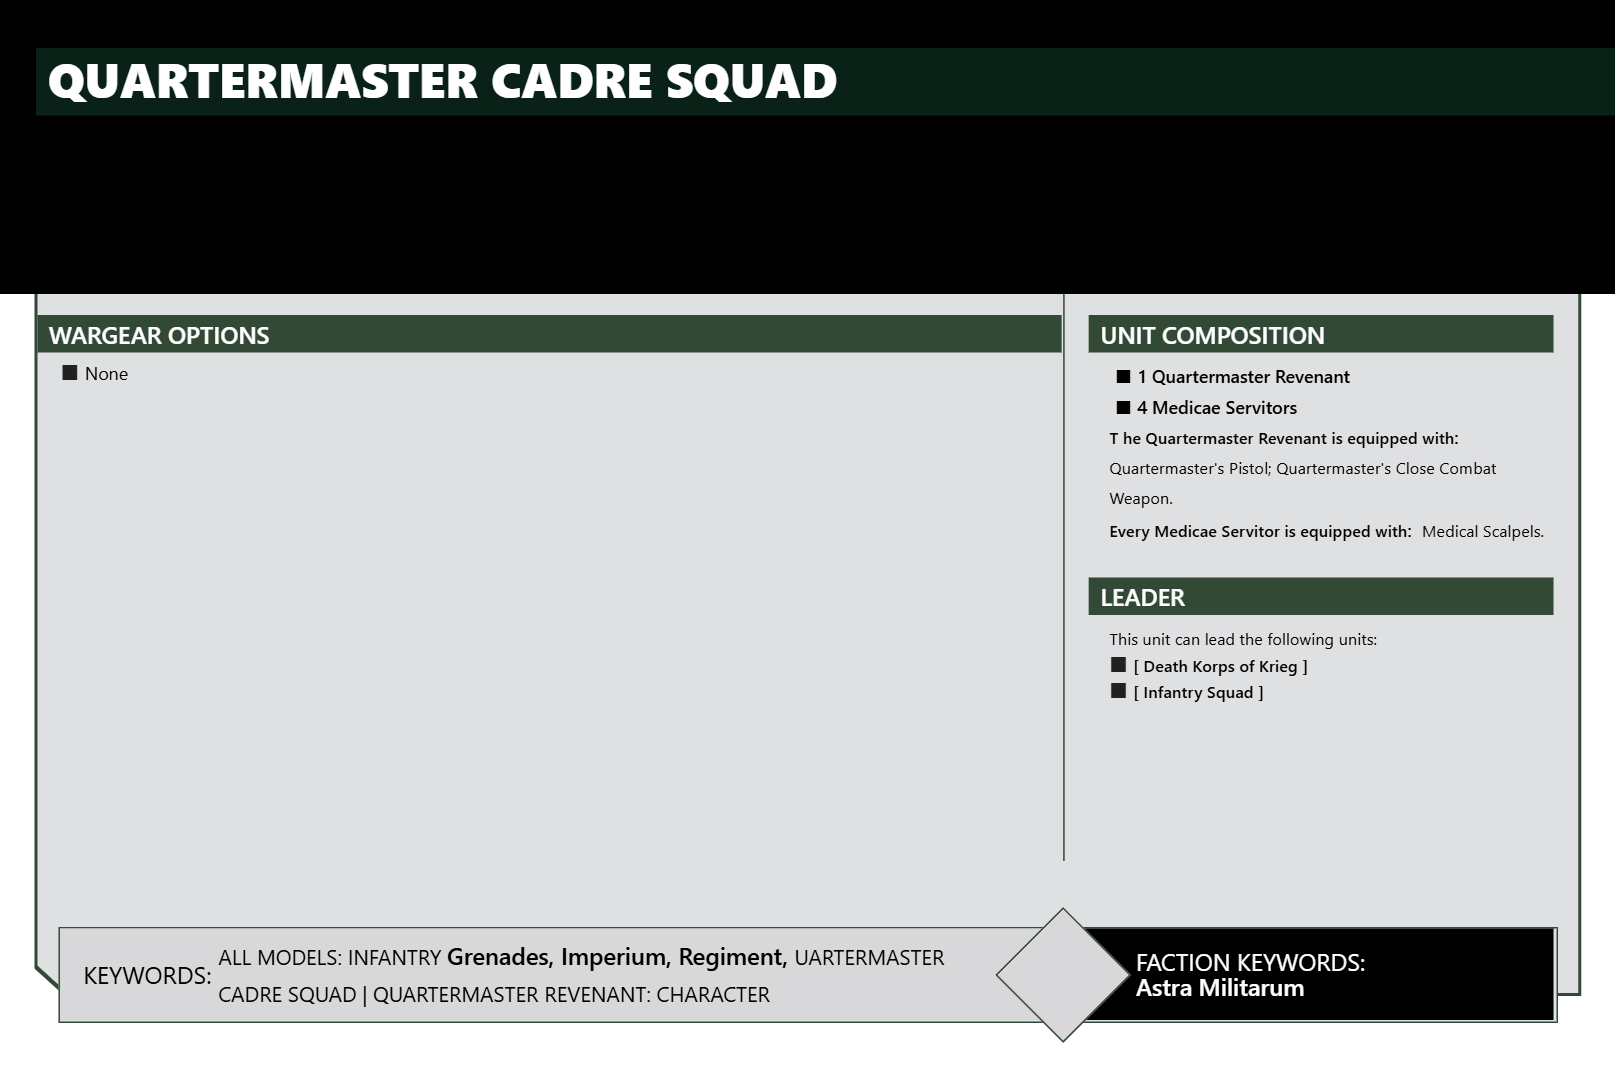 QUARTERMASTER CADRE SQUAD
WARGEAR OPTIONS
■ None
UNIT COMPOSITION
■ 1 Quartermaster Revenant
■ 4 Medicae Servitors
T he Quartermaster Revenant is equipped with:
Quartermaster's Pistol; Quartermaster's Close Combat
Weapon.
Every Medicae Servitor is equipped with: Medical Scalpels.
LEADER
This unit can lead the following units:
■ [ Death Korps of Krieg ]
■ [ Infantry Squad ]
KEYWORDS:
ALL MODELS: INFANTRY Grenades, Imperium, Regiment, UARTERMASTER
CADRE SQUAD | QUARTERMASTER REVENANT: CHARACTER
FACTION KEYWORDS:
Astra Militarum